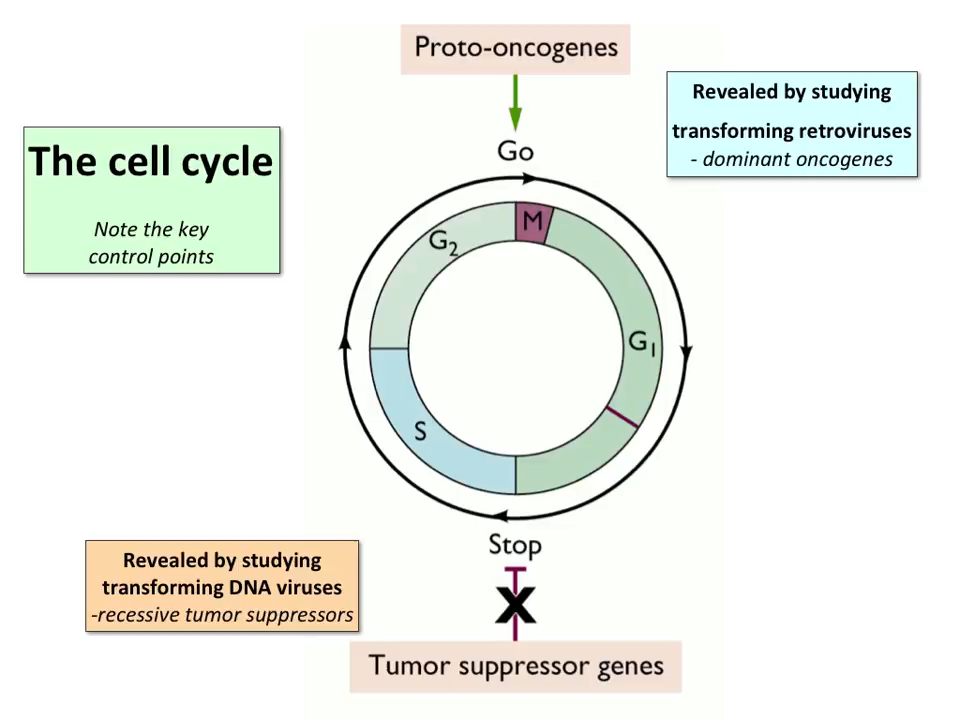 Proto-oncogenes
Revealed by studying
transforming retroviruses
- dominant oncogenes
The cell cycle
Note the key
control points
Go
M
G₂
G₁
S
Stop
Revealed by studying
transforming DNA viruses
-recessive tumor suppressors
X
Tumor suppressor genes